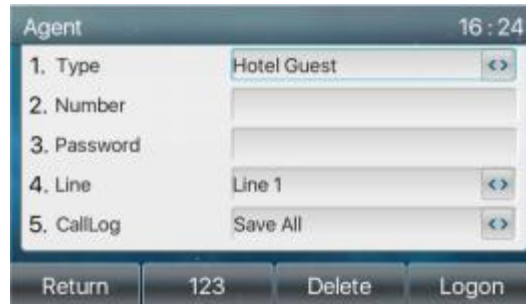 Agent 16:24
1. Type Hotel Guest
2. Number
3. Password
4. Line Line 1
5. CallLog Save All
Return 123 Delete Logon